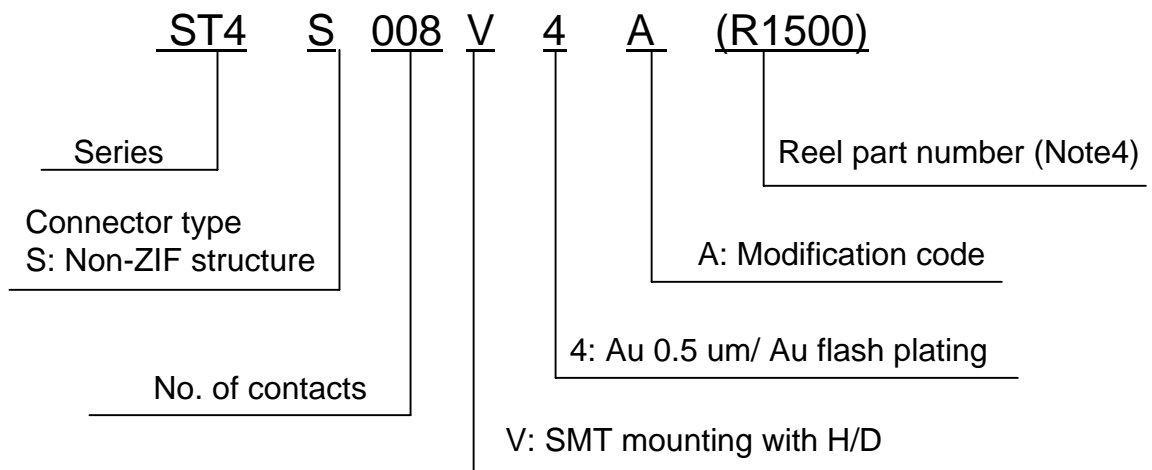 ST4 S 008 V 4 A (R1500)
Series
Reel part number (Note4)
Connector type
S: Non-ZIF structure
A: Modification code
4: Au 0.5 um/ Au flash plating
No. of contacts
V: SMT mounting with H/D